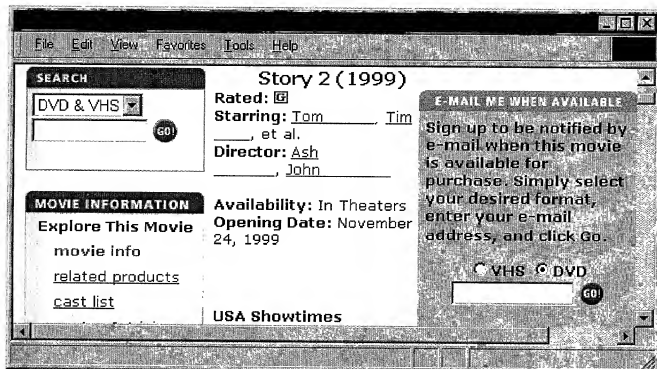 File Edit View Favorites Tools Help
SEARCH
DVD & VHS
GO!
MOVIE INFORMATION
Explore This Movie
movie info
related products
cast list
Story 2 (1999)
Rated: G
Starring: Tom ______, Tim
____, et al.
Director: Ash
______, John ______
Availability: In Theaters
Opening Date: November
24, 1999
USA Showtimes
E-MAIL ME WHEN AVAILABLE
Sign up to be notified by
e-mail when this movie
is available for
purchase. Simply select
your desired format,
enter your e-mail
address, and click Go.
VHS DVD
GO!